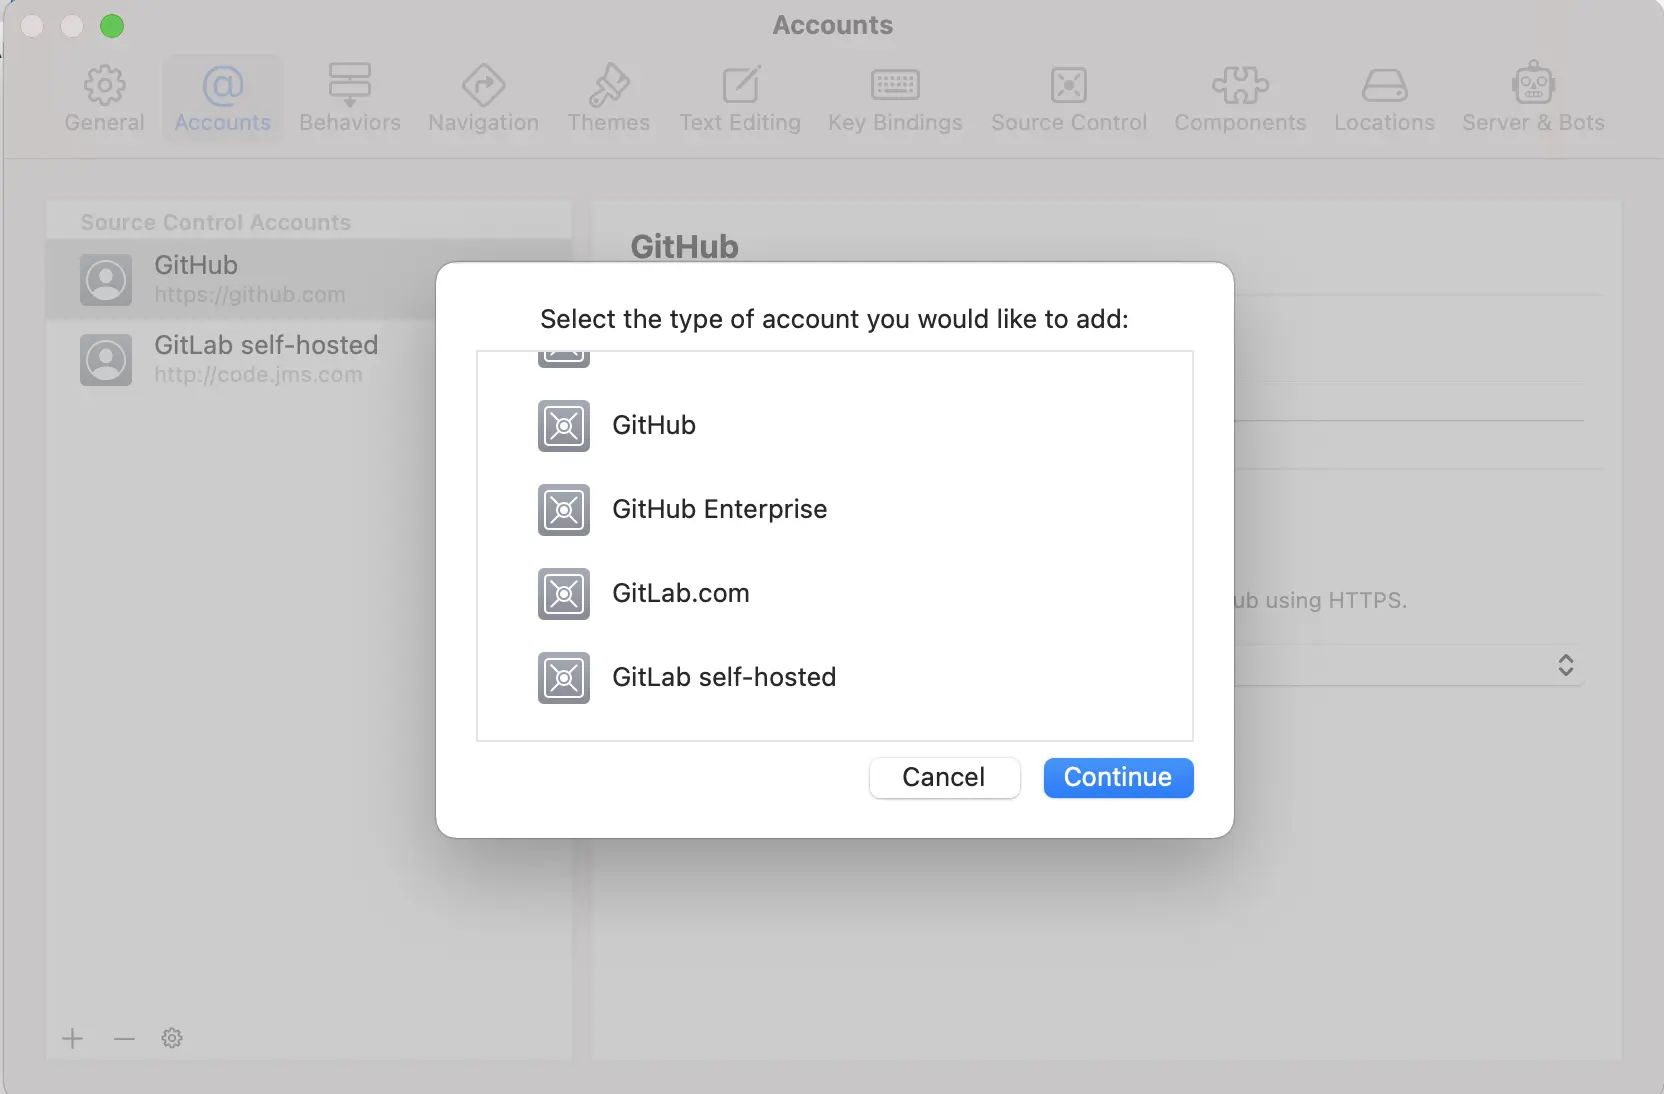 Accounts
General
Accounts
Behaviors
Navigation
Themes
Text Editing
Key Bindings
Source Control
Components
Locations
Server & Bots
Source Control Accounts
GitHub
https://github.com
GitLab self-hosted
http://code.jms.com
GitHub
Select the type of account you would like to add:
GitHub
GitHub Enterprise
GitLab.com
GitLab self-hosted
using HTTPS.
Cancel
Continue